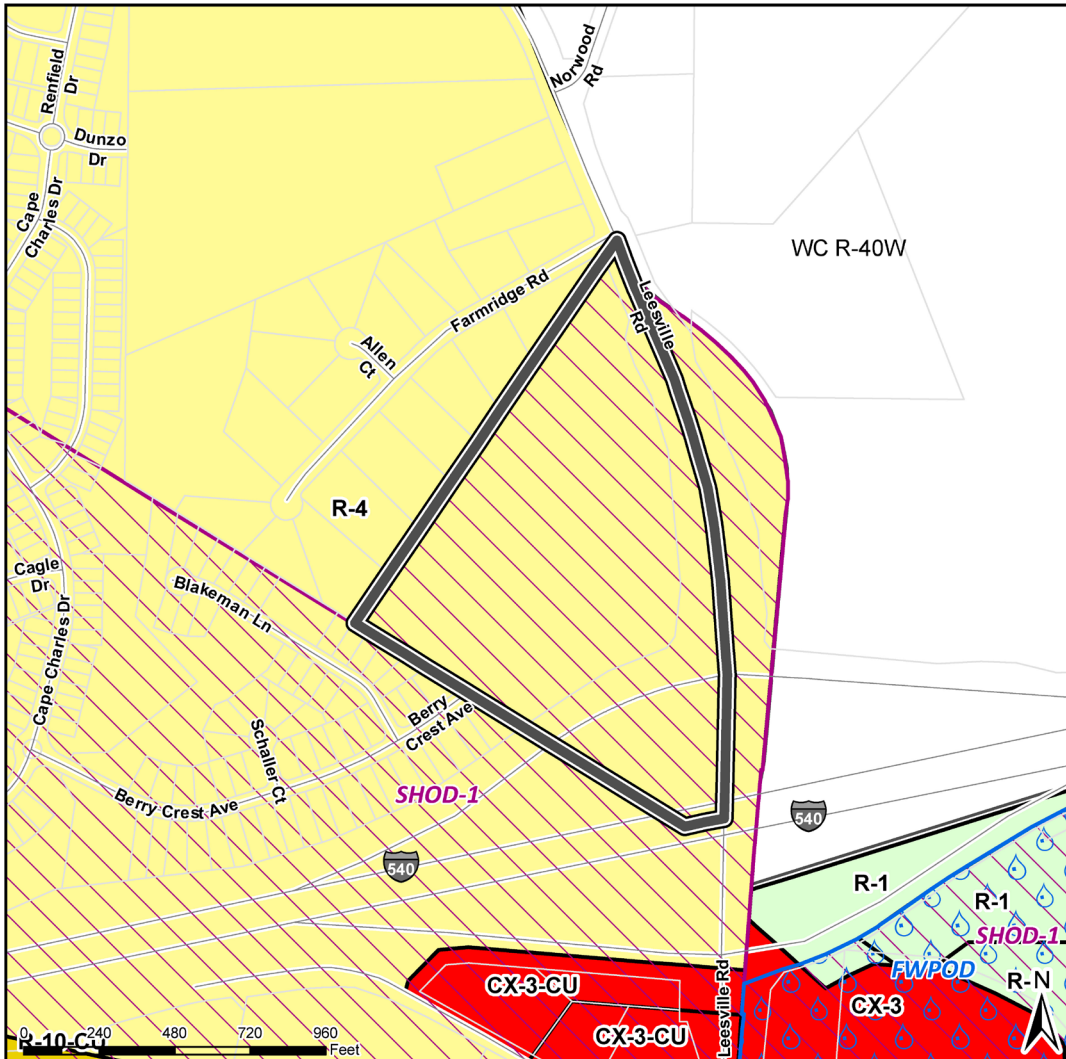 Norwood
Rd
Renfield
Dr
Dunzo
Dr
Cape
Charles Dr
WC R-40W
Farmridge Rd
Leesville
Rd
Allen
Ct
R-4
Cagle
Dr
Blakeman Ln
Cape Charles Dr
Berry
Crest Ave
Schaller Ct
SHOD-1
Berry Crest Ave
540
540
R-1
R-1
SHOD-1
FWPOD
CX-3-CU
R-
N
CX-3
Leesville Rd
CX-3-CU
R-10-CU
0 240 480 720 960
Feet